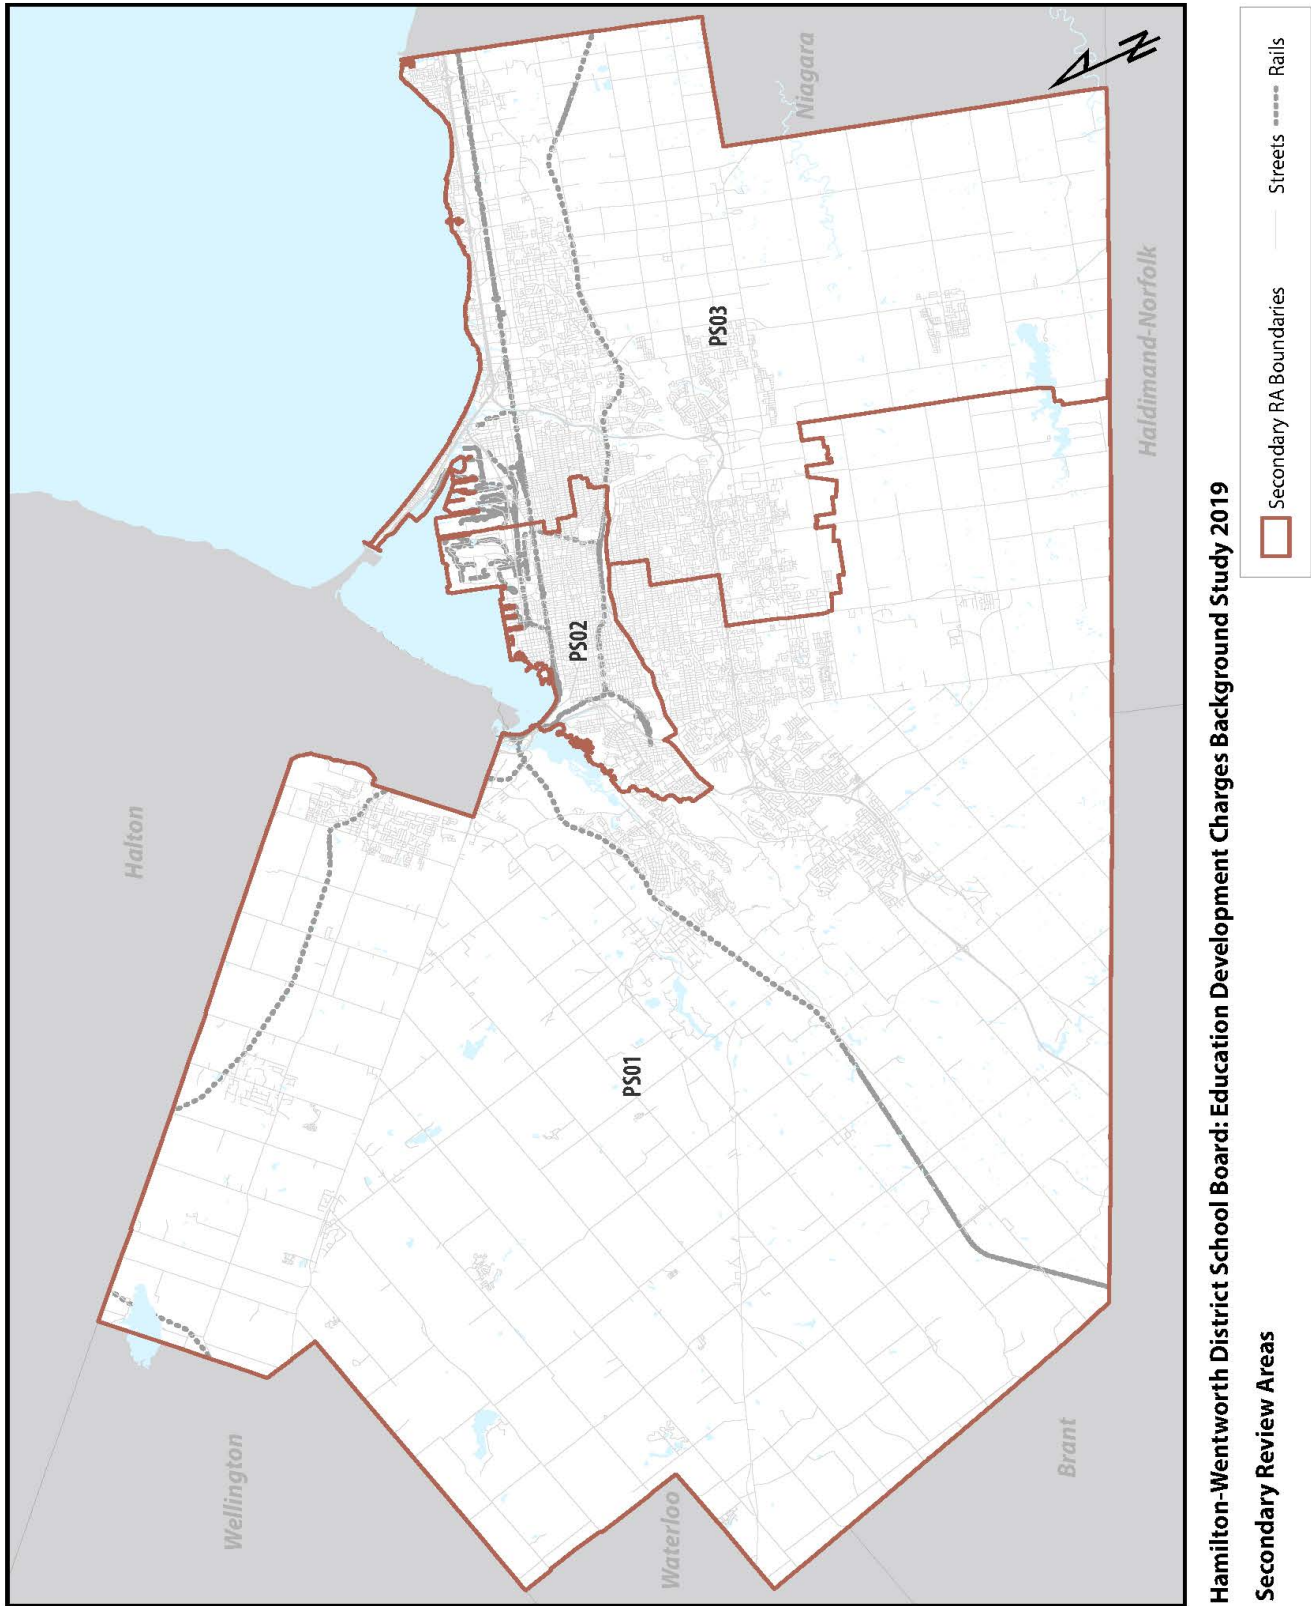 Halton
Wellington
Waterloo
Brant
Niagara
Haldimand-Norfolk
PS01
PS02
PS03
N
Hamilton-Wentworth District School Board: Education Development Charges Background Study 2019
Secondary Review Areas
Secondary RA Boundaries
Streets
Rails